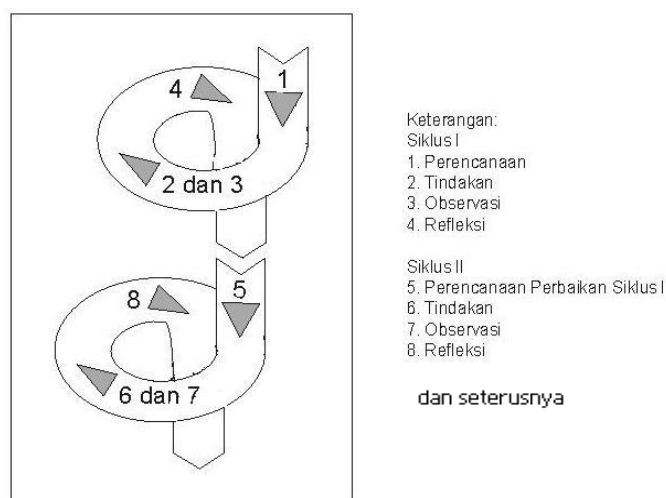 1
4
2 dan 3
5
8
6 dan 7
Keterangan:
Siklus I
1. Perencanaan
2. Tindakan
3. Observasi
4. Refleksi
Siklus II
5. Perencanaan Perbaikan Siklus I
6. Tindakan
7. Observasi
8. Refleksi
dan seterusnya